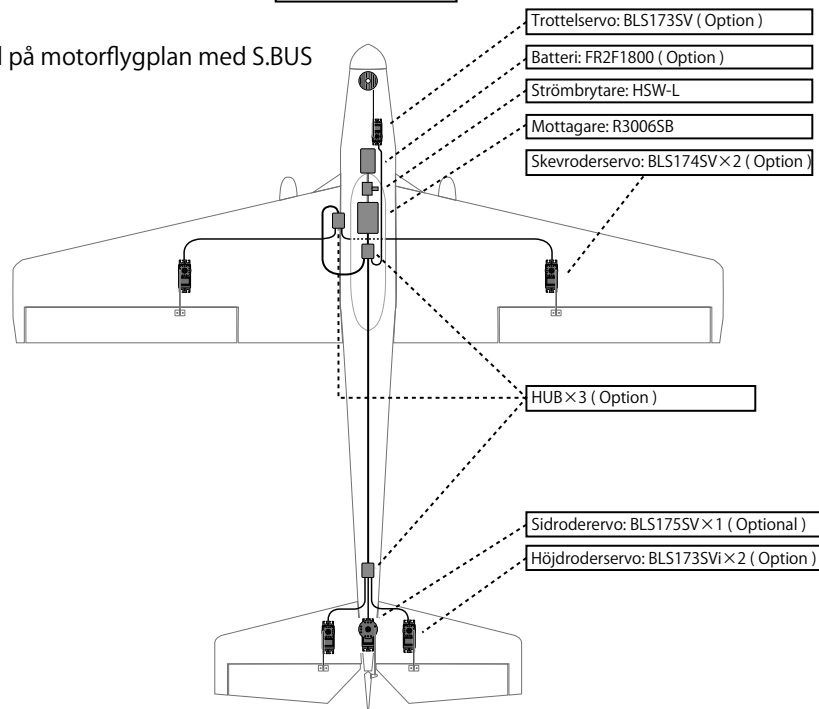 Trottelservo: BLS173SV ( Option )
på motorflygplan med S.BUS
Batteri: FR2F1800 ( Option )
Strömbrytare: HSW-L
Mottagare: R3006SB
Skevroderservo: BLS174SV×2 ( Option )
HUB×3 ( Option )
Sidroderervo: BLS175SV×1 ( Optional )
Höjdroderservo: BLS173SVi×2 ( Option )